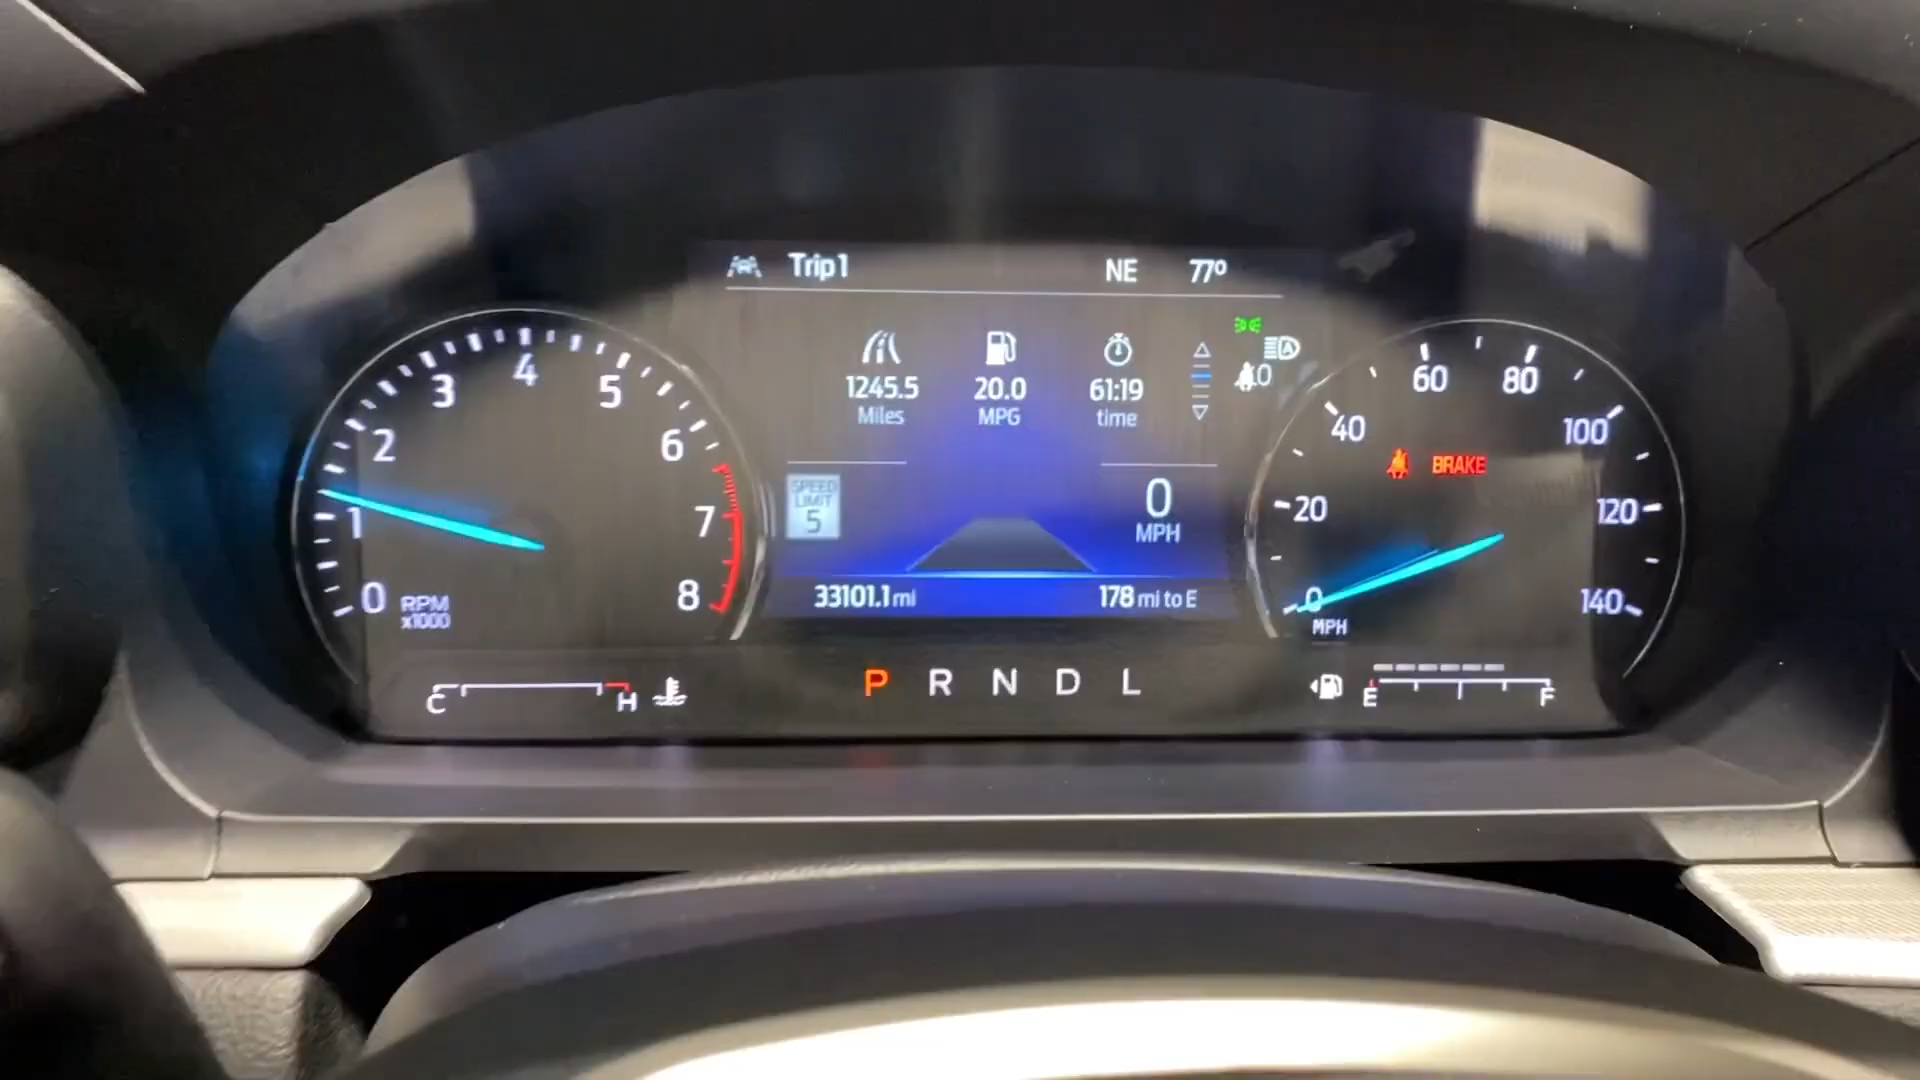 Trip 1 NE 77º
1245.5 20.0 61:19
Miles MPG time
SPEED
LIMIT
5
0
MPH
33101.1 mi 178 mi to E
0 1 2 3 4 5 6 7 8
RPM
x1000
0 20 40 60 80 100 120 140
MPH
BRAKE
P R N D L
C H
E F
A